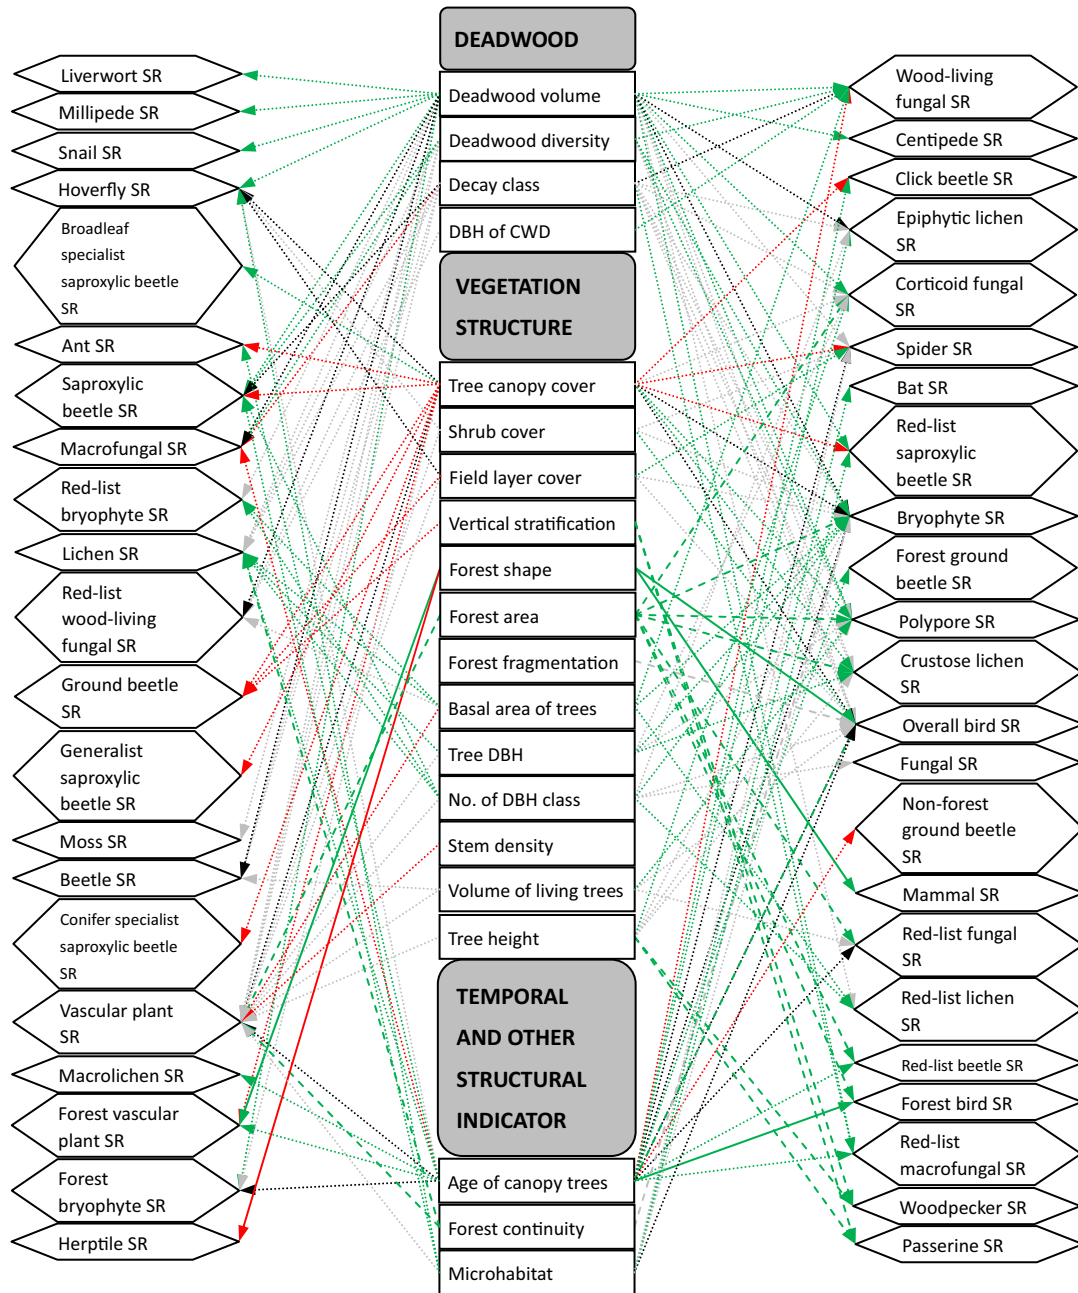 Liverwort SR
Millipede SR
Snail SR
Hoverfly SR
Broadleaf
specialist
saproxylic beetle
SR
Ant SR
Saproxylic
beetle SR
Macrofungal SR
Red-list
bryophyte SR
Lichen SR
Red-list
wood-living
fungal SR
Ground beetle
SR
Generalist
saproxylic
beetle SR
Moss SR
Beetle SR
Conifer specialist
saproxylic beetle
SR
Vascular plant
SR
Macrolichen SR
Forest vascular
plant SR
Forest
bryophyte SR
Herptile SR
DEADWOOD
Deadwood volume
Deadwood diversity
Decay class
DBH of CWD
VEGETATION
STRUCTURE
Tree canopy cover
Shrub cover
Field layer cover
Vertical stratification
Forest shape
Forest area
Forest fragmentation
Basal area of trees
Tree DBH
No. of DBH class
Stem density
Volume of living trees
Tree height
TEMPORAL
AND OTHER
STRUCTURAL
INDICATOR
Age of canopy trees
Forest continuity
Microhabitat
Wood-living
fungal SR
Centipede SR
Click beetle SR
Epiphytic lichen
SR
Corticoid fungal
SR
Spider SR
Bat SR
Red-list
saproxylic
beetle SR
Bryophyte SR
Forest ground
beetle SR
Polypore SR
Crustose lichen
SR
Overall bird SR
Fungal SR
Non-forest
ground beetle
SR
Mammal SR
Red-list fungal
SR
Red-list lichen
SR
Red-list beetle SR
Forest bird SR
Red-list
macrofungal SR
Woodpecker SR
Passerine SR